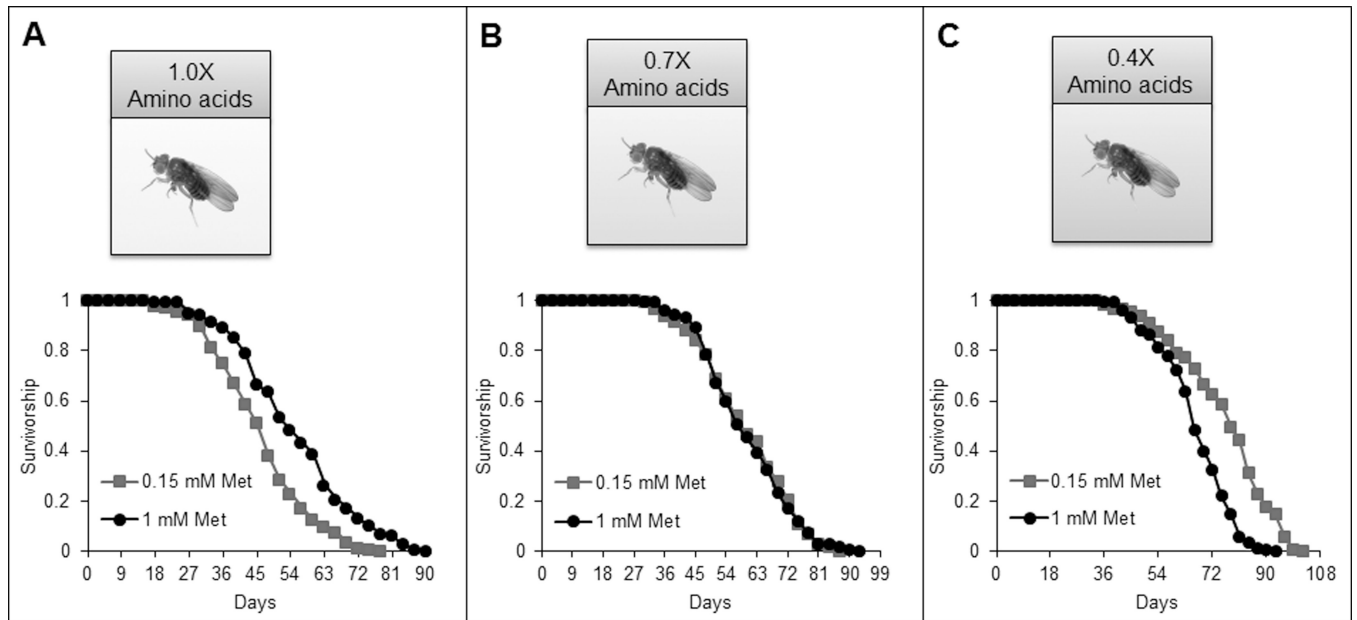 A
1.0X
Amino acids
1
0.8
0.6
0.4
0.2
0
Survivorship
0.15 mM Met
1 mM Met
0 9 18 27 36 45 54 63 72 81 90
Days
B
0.7X
Amino acids
1
0.8
0.6
0.4
0.2
0
Survivorship
0.15 mM Met
1 mM Met
0 9 18 27 36 45 54 63 72 81 90 99
Days
C
0.4X
Amino acids
1
0.8
0.6
0.4
0.2
0
Survivorship
0.15 mM Met
1 mM Met
0 18 36 54 72 90 108
Days